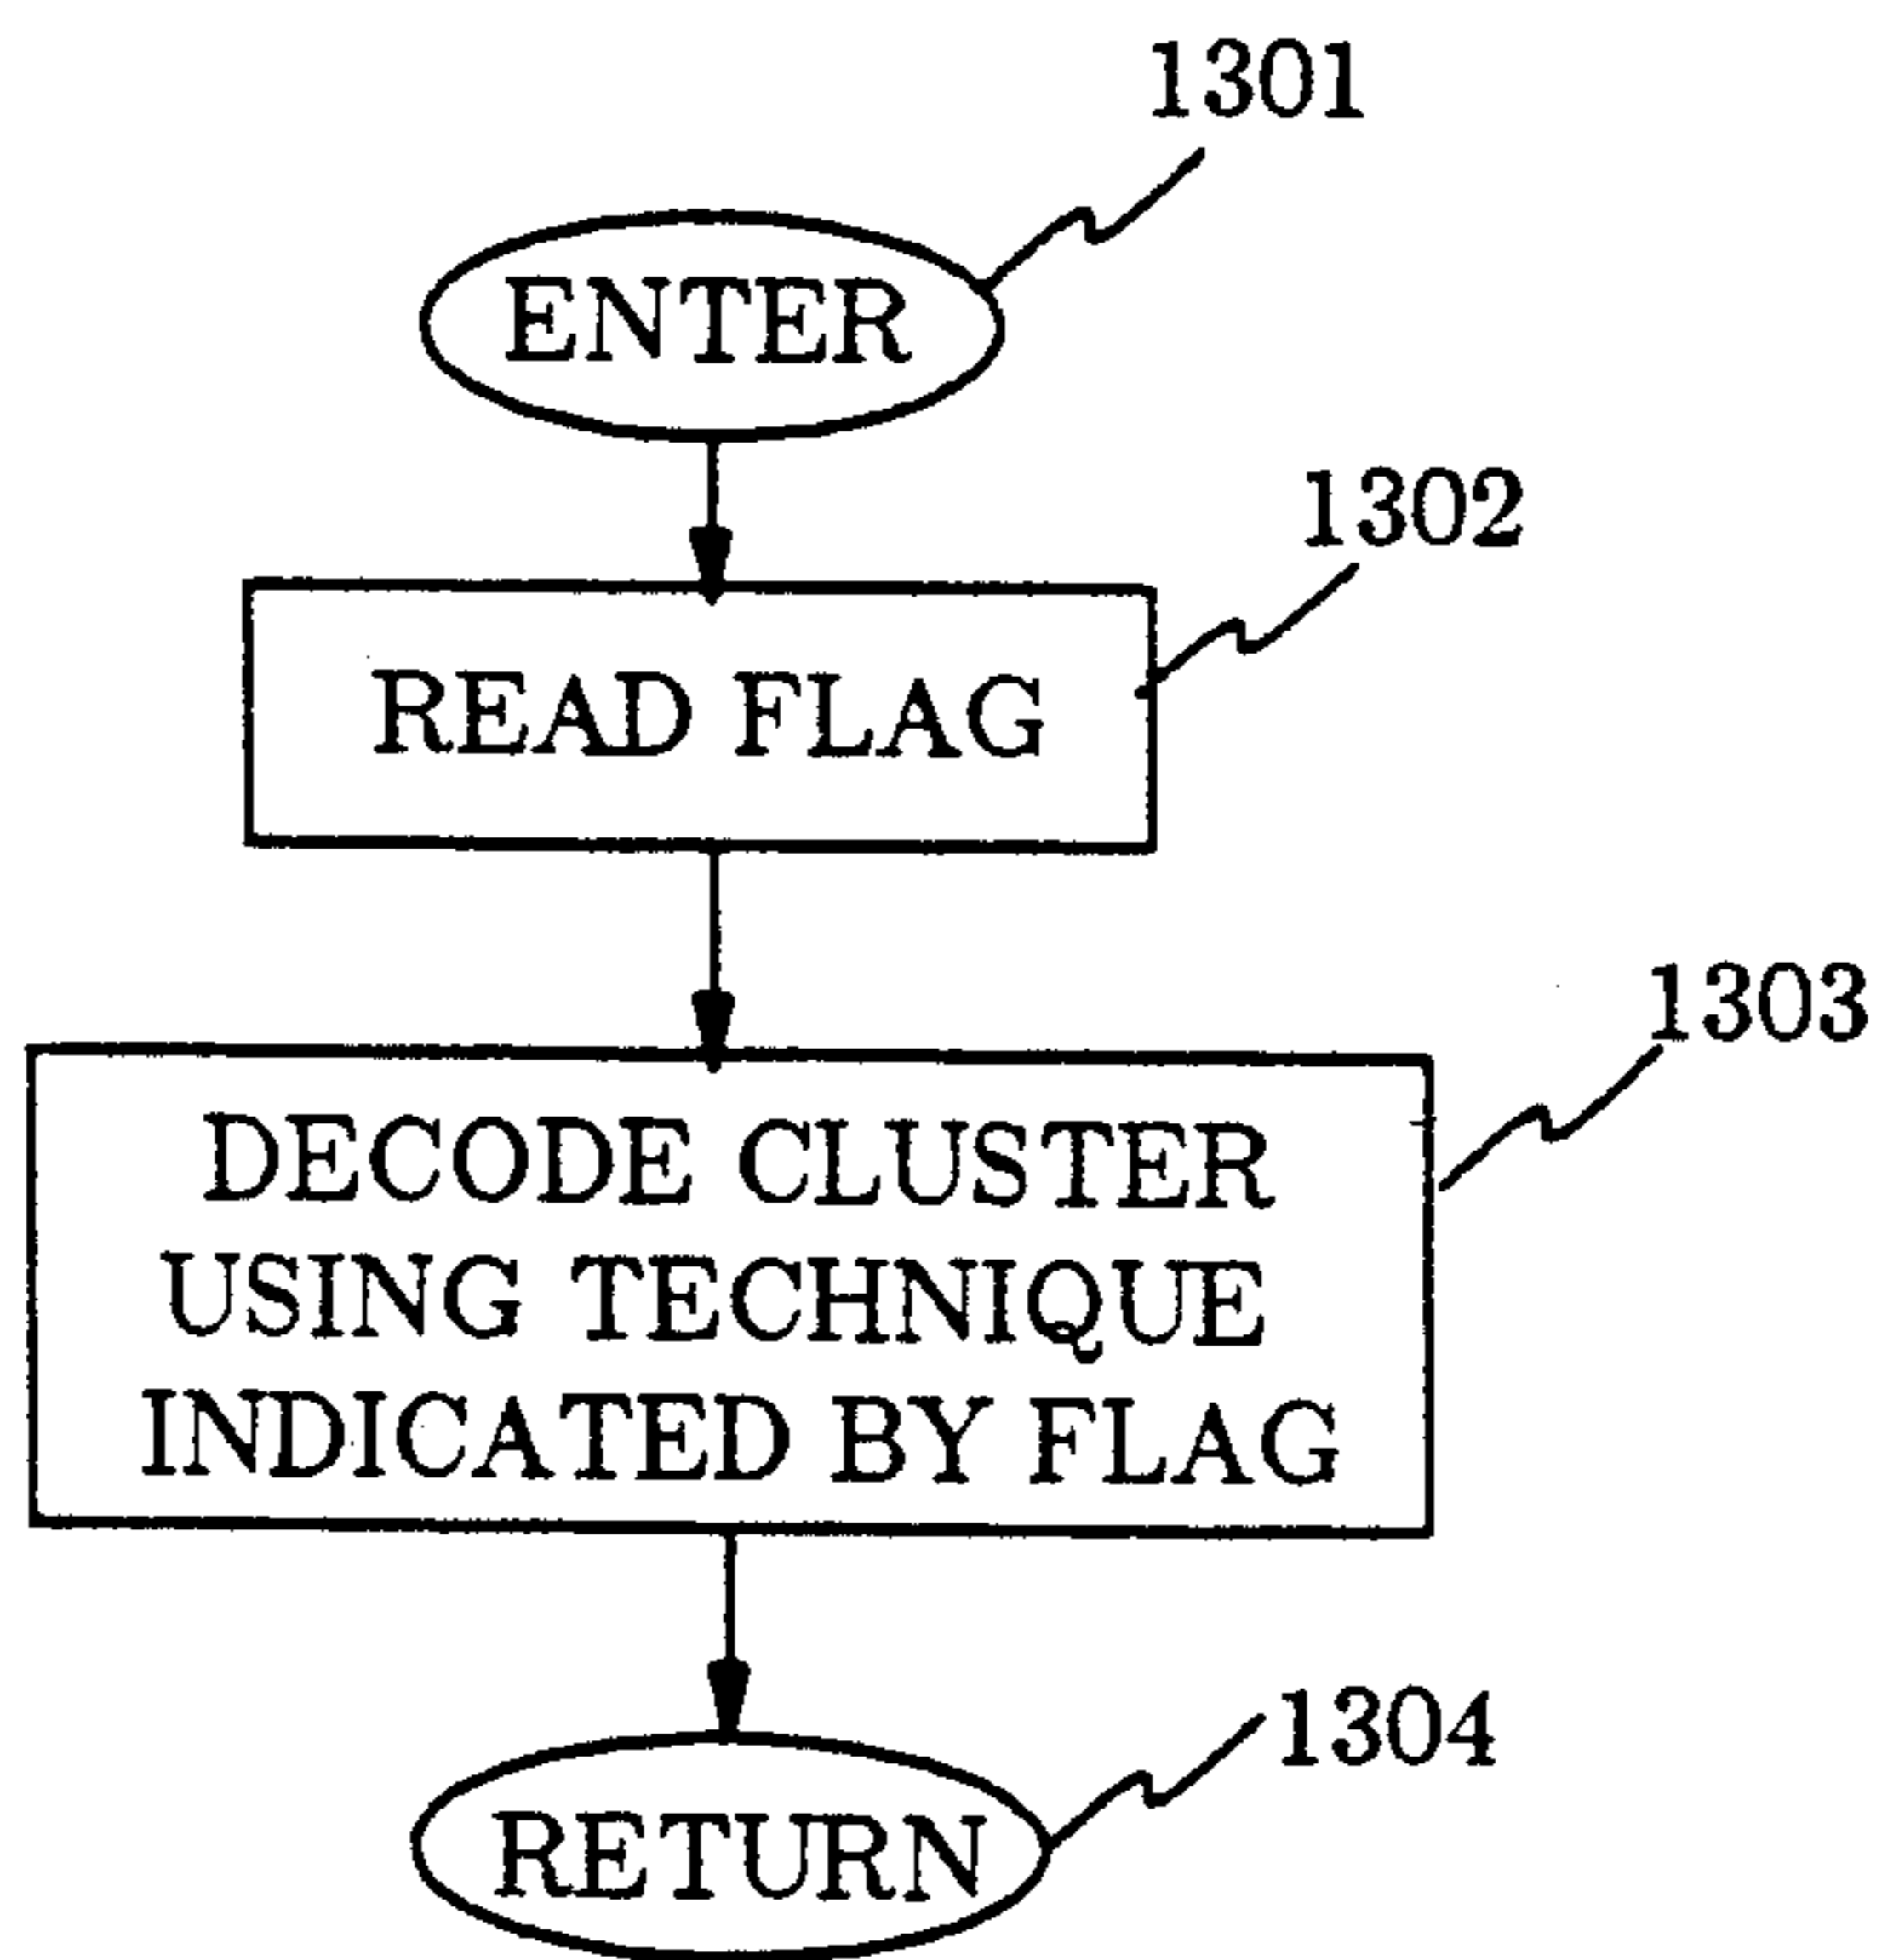 1301
ENTER
1302
READ FLAG
1303
DECODE CLUSTER
USING TECHNIQUE
INDICATED BY FLAG
1304
RETURN